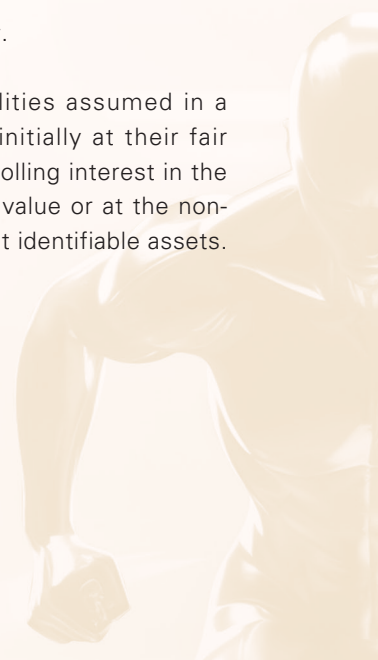 .
lities assumed in a
initially at their fair
olling interest in the
value or at the non-
t identifiable assets.